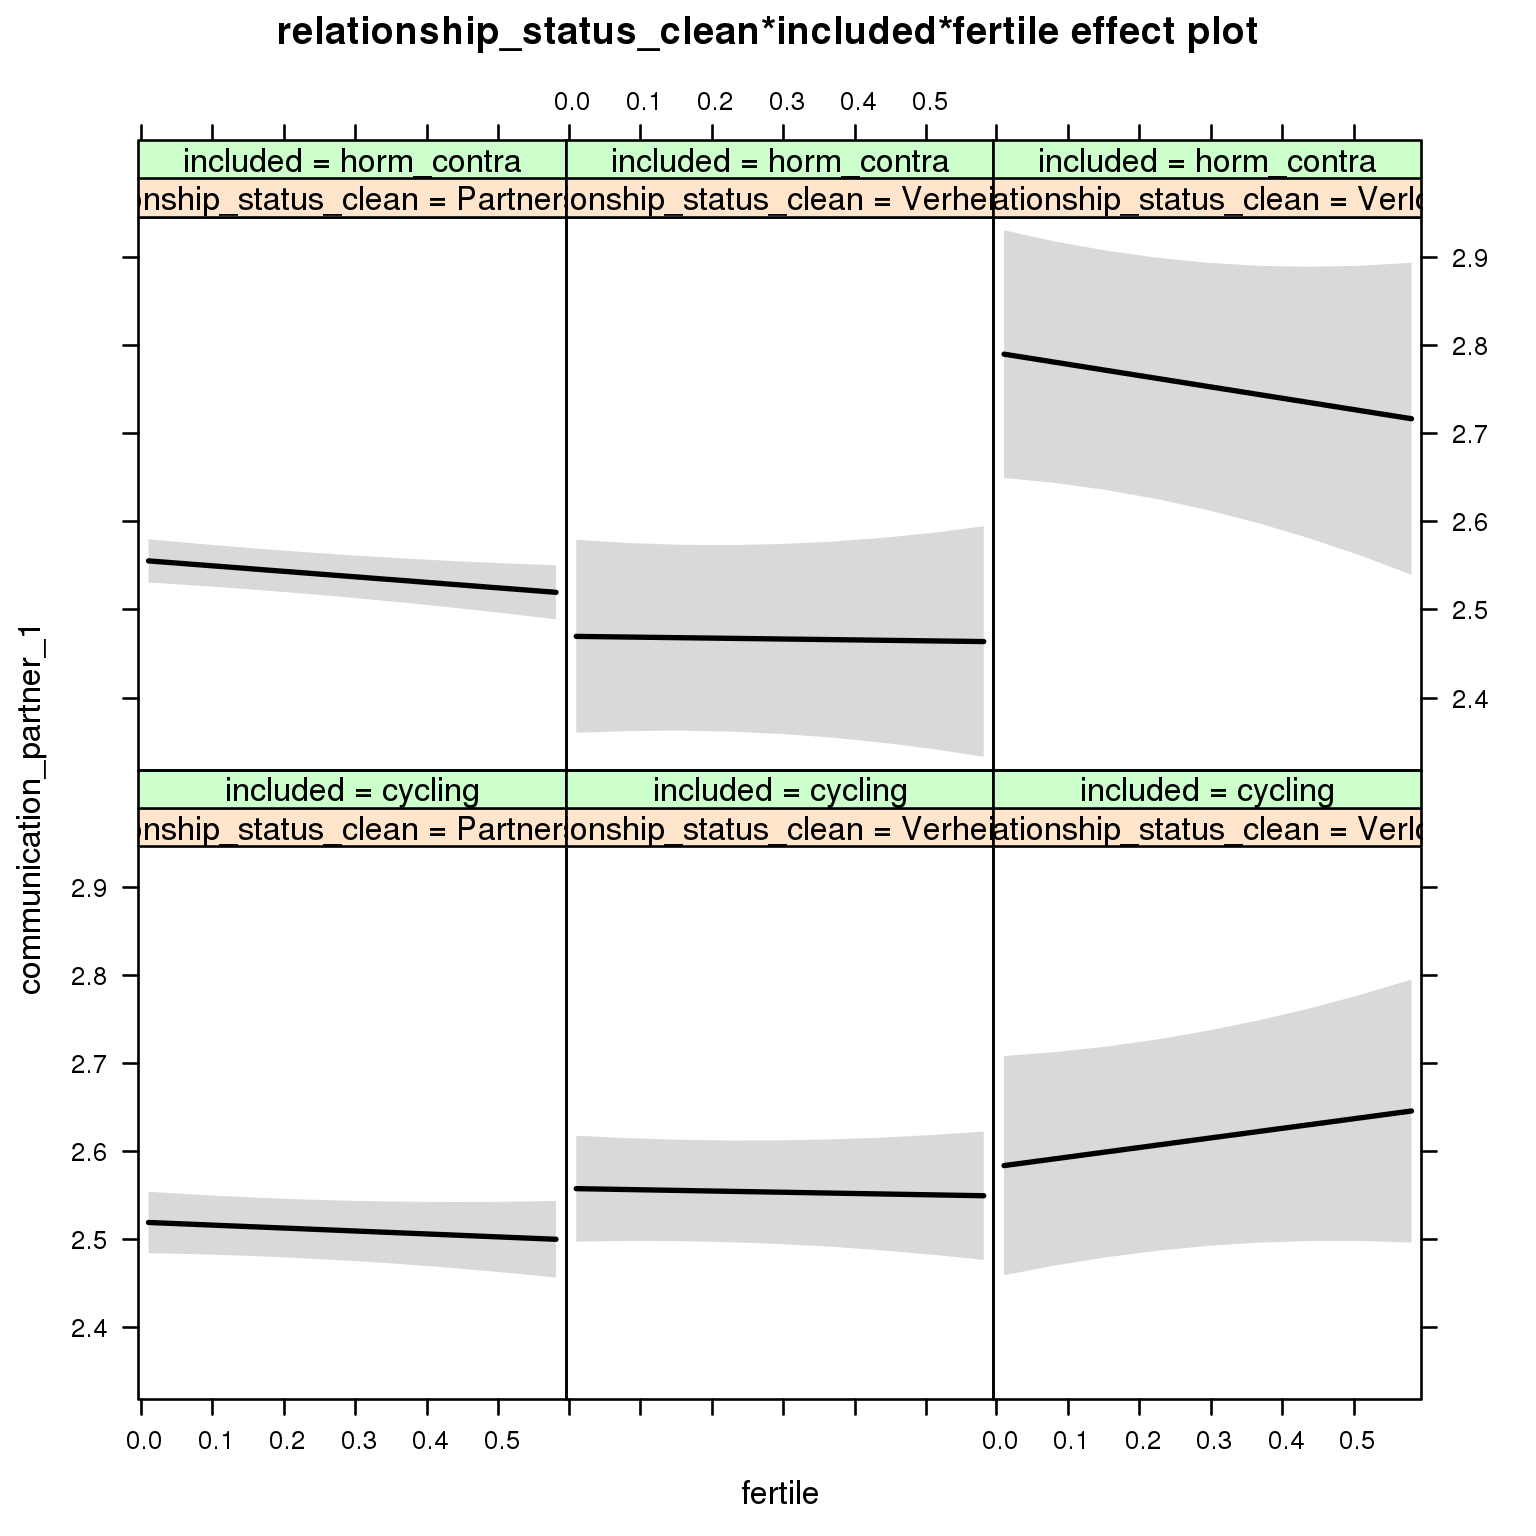 relationship_status_clean*included*fertile effect plot
0.0 0.1 0.2 0.3 0.4 0.5
included = horm_contra included = horm_contra included = horm_contra
onship_status_clean = Partners onship_status_clean = Verhei ationship_status_clean = Verlo
2.9
2.8
2.7
2.6
2.5
2.4
communication_partner_1
included = cycling included = cycling included = cycling
onship_status_clean = Partners onship_status_clean = Verhei ationship_status_clean = Verlo
2.9
2.8
2.7
2.6
2.5
2.4
0.0 0.1 0.2 0.3 0.4 0.5 0.0 0.1 0.2 0.3 0.4 0.5
fertile